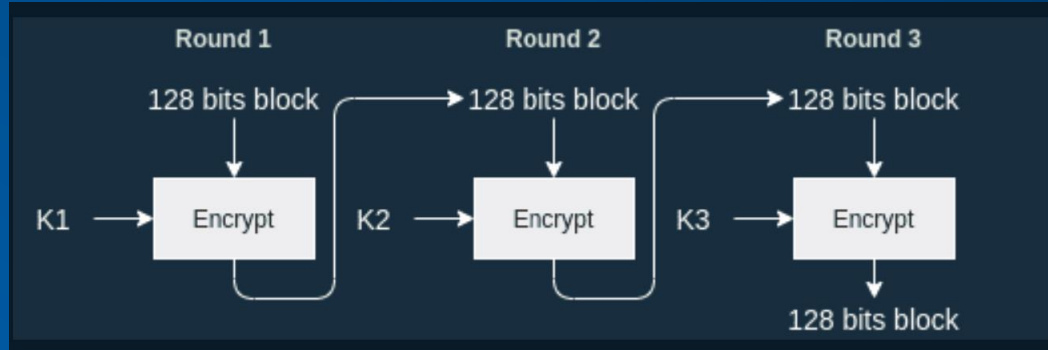 Round 1 Round 2 Round 3
128 bits block 128 bits block 128 bits block
K1 Encrypt K2 Encrypt K3 Encrypt
128 bits block